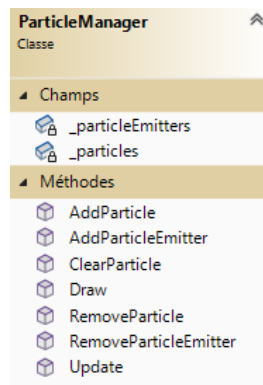 ParticleManager
Classe
Champs
_particleEmitters
_particles
Méthodes
AddParticle
AddParticleEmitter
ClearParticle
Draw
RemoveParticle
RemoveParticleEmitter
Update